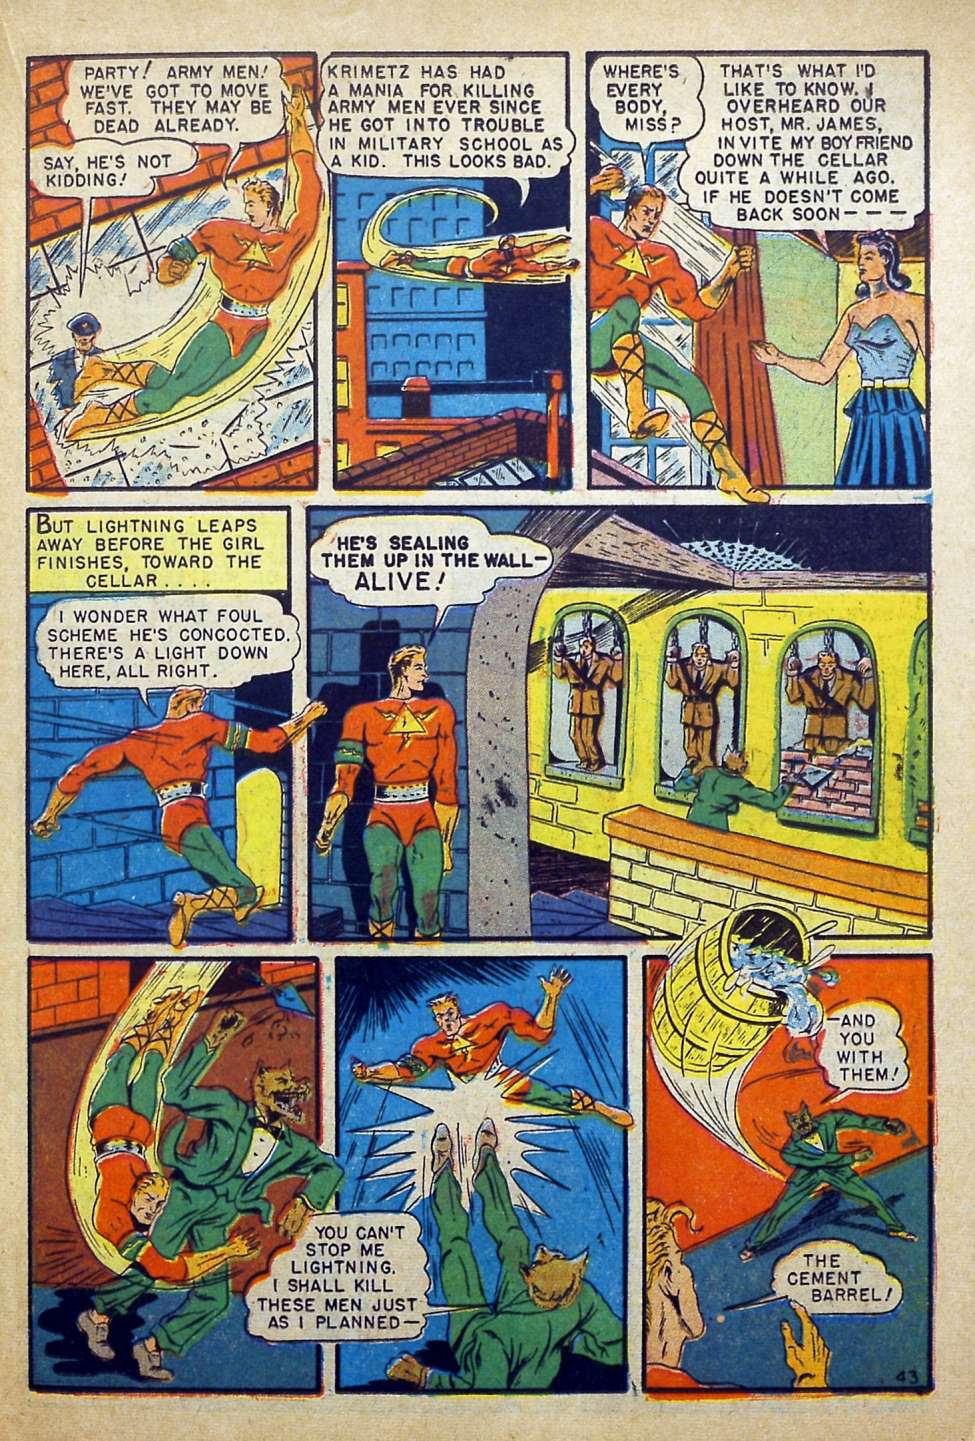 PARTY! ARMY MEN!
WE'VE GOT TO MOVE
FAST. THEY MAY BE
DEAD ALREADY.
SAY, HE'S NOT
KIDDING!
KRIMETZ HAS HAD
A MANIA FOR KILLING
ARMY MEN EVER SINCE
HE GOT INTO TROUBLE
IN MILITARY SCHOOL AS
A KID. THIS LOOKS BAD.
WHERE'S
EVERY
BODY,
MISS?
THAT'S WHAT I'D
LIKE TO KNOW. I
OVERHEARD OUR
HOST, MR. JAMES,
INVITE MY BOY FRIEND
DOWN THE CELLAR
QUITE A WHILE AGO.
IF HE DOESN'T COME
BACK SOON — — —
BUT LIGHTNING LEAPS
AWAY BEFORE THE GIRL
FINISHES, TOWARD THE
CELLAR . . . .
I WONDER WHAT FOUL
SCHEME HE'S CONCOCTED.
THERE'S A LIGHT DOWN
HERE, ALL RIGHT.
HE'S SEALING
THEM UP IN THE WALL—
ALIVE!
YOU CAN'T
STOP ME
LIGHTNING.
I SHALL KILL
THESE MEN JUST
AS I PLANNED—
—AND
YOU
WITH
THEM!
THE
CEMENT
BARREL!
43